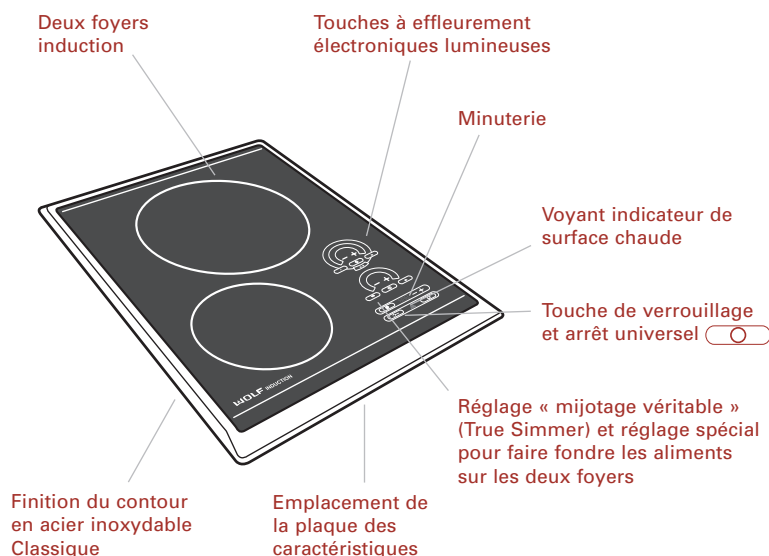 Deux foyers
induction
Touches à effleurement
électroniques lumineuses
Minuterie
Voyant indicateur de
surface chaude
Touche de verrouillage
et arrêt universel
Réglage « mijotage véritable »
(True Simmer) et réglage spécial
pour faire fondre les aliments
sur les deux foyers
WOLF INDUCTION
Finition du contour
en acier inoxydable
Classique
Emplacement de
la plaque des
caractéristiques